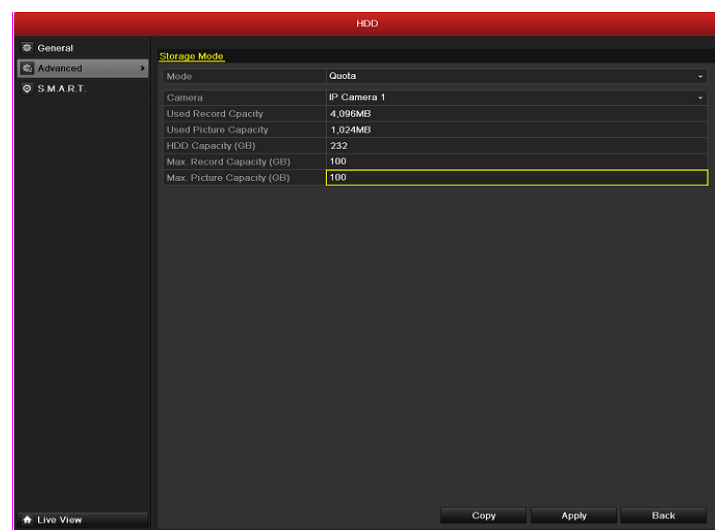 HDD
General
Advanced
S.M.A.R.T.
Storage Mode
Mode Quota
Camera IP Camera 1
Used Record Cpacity 4,096MB
Used Picture Capacity 1,024MB
HDD Capacity (GB) 232
Max. Record Capacity (GB) 100
Max. Picture Capacity (GB) 100
Live View
Copy Apply Back